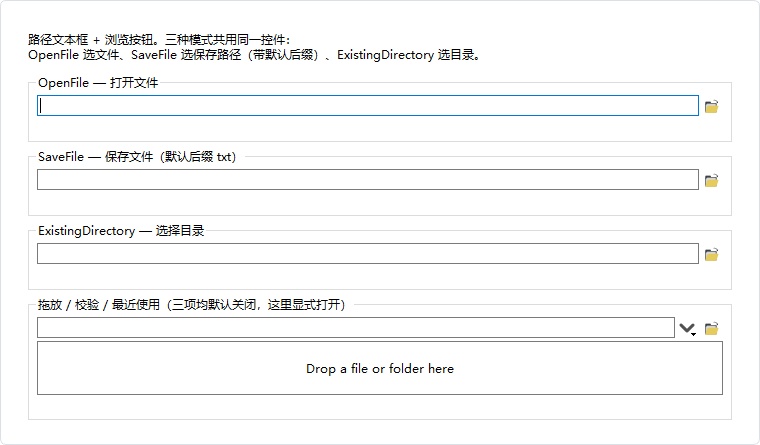 路径文本框 + 浏览按钮。三种模式共用同一控件：
OpenFile 选文件、SaveFile 选保存路径（带默认后缀）、ExistingDirectory 选目录。
OpenFile — 打开文件
SaveFile — 保存文件（默认后缀 txt）
ExistingDirectory — 选择目录
拖放 / 校验 / 最近使用（三项均默认关闭，这里显式打开）
Drop a file or folder here